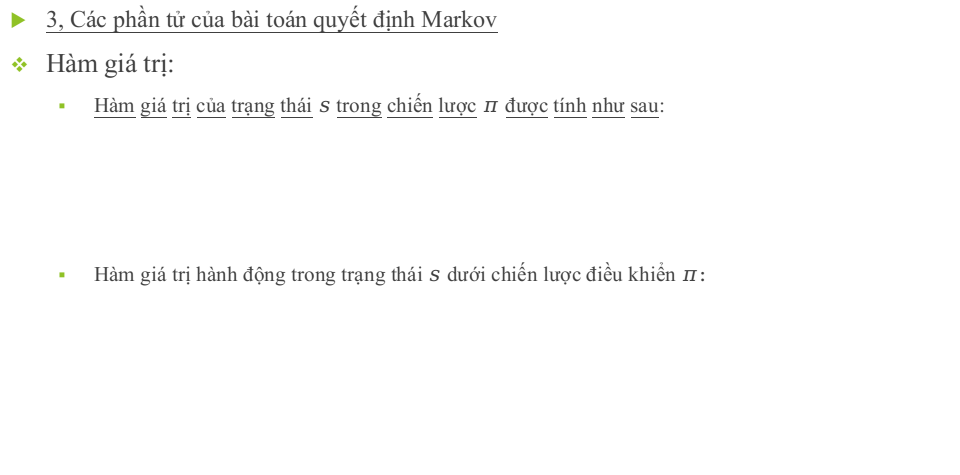 3, Các phần tử của bài toán quyết định Markov
Hàm giá trị:
Hàm giá trị của trạng thái s trong chiến lược π được tính như sau:
Hàm giá trị hành động trong trạng thái s dưới chiến lược điều khiển π: